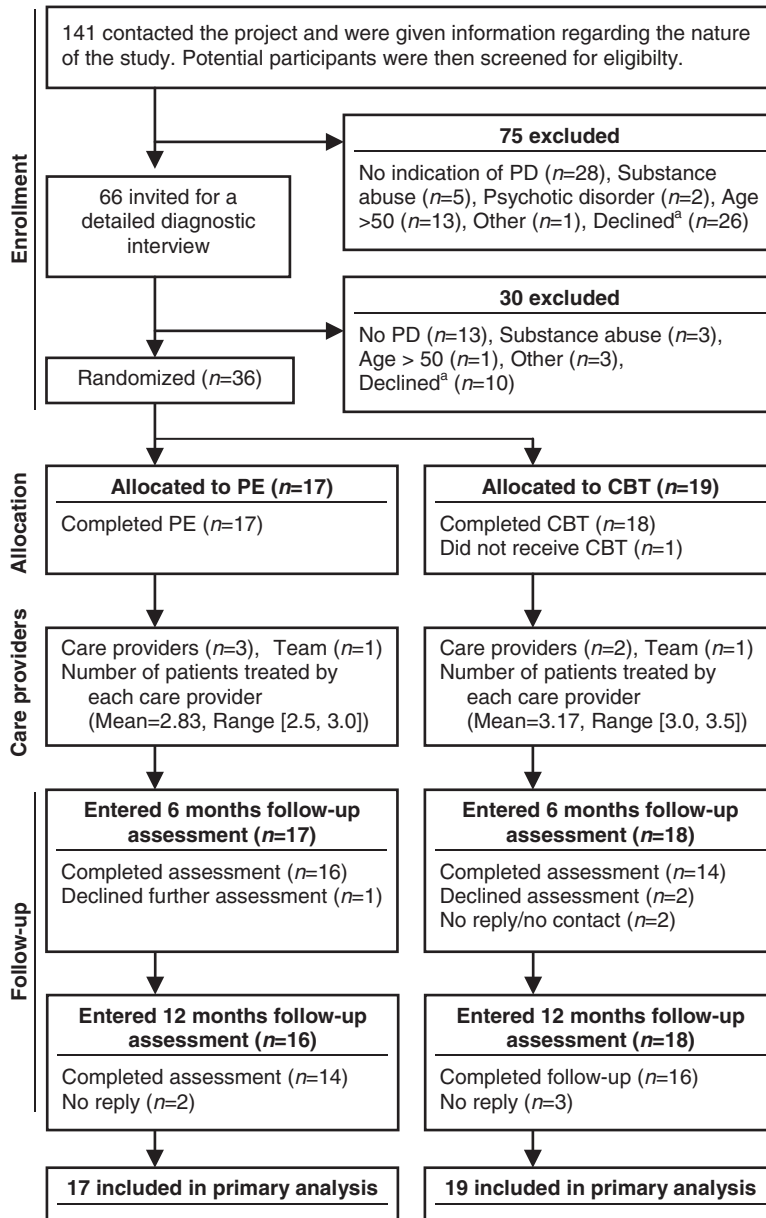 141 contacted the project and were given information regarding the nature
of the study. Potential participants were then screened for eligibilty.
Enrollment
75 excluded
No indication of PD (n=28), Substance
abuse (n=5), Psychotic disorder (n=2), Age
>50 (n=13), Other (n=1), Declinedᵃ (n=26)
66 invited for a
detailed diagnostic
interview
30 excluded
No PD (n=13), Substance abuse (n=3),
Age > 50 (n=1), Other (n=3),
Declinedᵃ (n=10)
Randomized (n=36)
Allocation
Allocated to PE (n=17)
Completed PE (n=17)
Allocated to CBT (n=19)
Completed CBT (n=18)
Did not receive CBT (n=1)
Care providers
Care providers (n=3), Team (n=1)
Number of patients treated by
each care provider
(Mean=2.83, Range [2.5, 3.0])
Care providers (n=2), Team (n=1)
Number of patients treated by
each care provider
(Mean=3.17, Range [3.0, 3.5])
Follow-up
Entered 6 months follow-up
assessment (n=17)
Completed assessment (n=16)
Declined further assessment (n=1)
Entered 6 months follow-up
assessment (n=18)
Completed assessment (n=14)
Declined assessment (n=2)
No reply/no contact (n=2)
Entered 12 months follow-up
assessment (n=16)
Completed assessment (n=14)
No reply (n=2)
Entered 12 months follow-up
assessment (n=18)
Completed follow-up (n=16)
No reply (n=3)
17 included in primary analysis
19 included in primary analysis